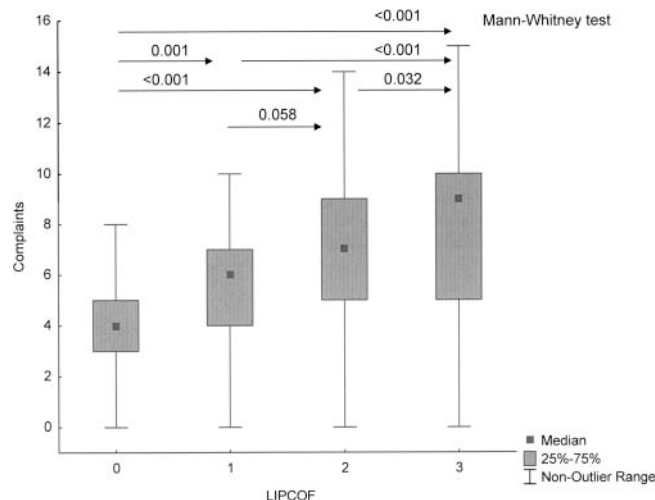 <0.001
Mann-Whitney test
0.001
<0.001
<0.001
0.032
0.058
16
14
12
10
8
6
4
2
0
Complaints
0 1 2 3
LIPCOF
Median
25%-75%
Non-Outlier Range